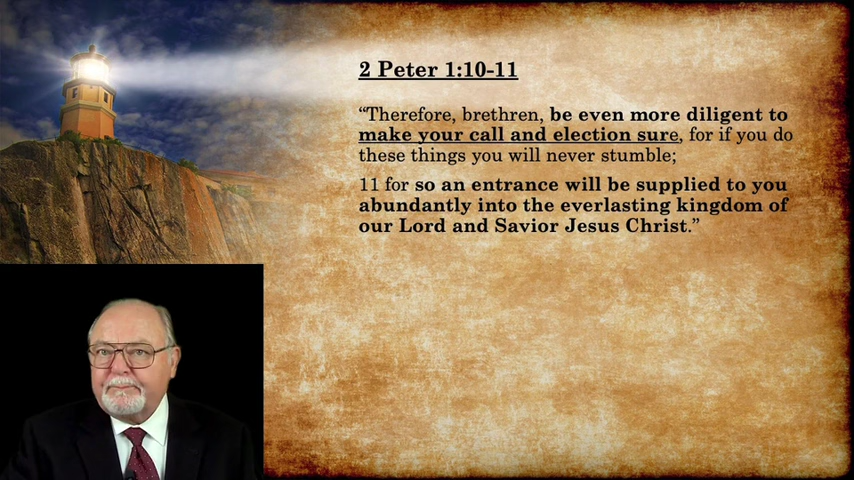 2 Peter 1:10-11
“Therefore, brethren, be even more diligent to
make your call and election sure, for if you do
these things you will never stumble;
11 for so an entrance will be supplied to you
abundantly into the everlasting kingdom of
our Lord and Savior Jesus Christ.”